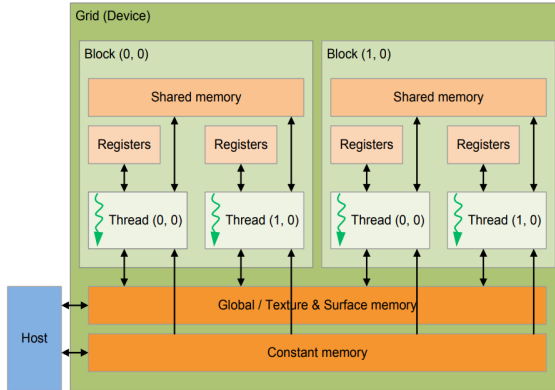 Grid (Device)
Block (0, 0)
Block (1, 0)
Shared memory
Shared memory
Registers
Registers
Registers
Registers
Thread (0, 0)
Thread (1, 0)
Thread (0, 0)
Thread (1, 0)
Host
Global / Texture & Surface memory
Constant memory